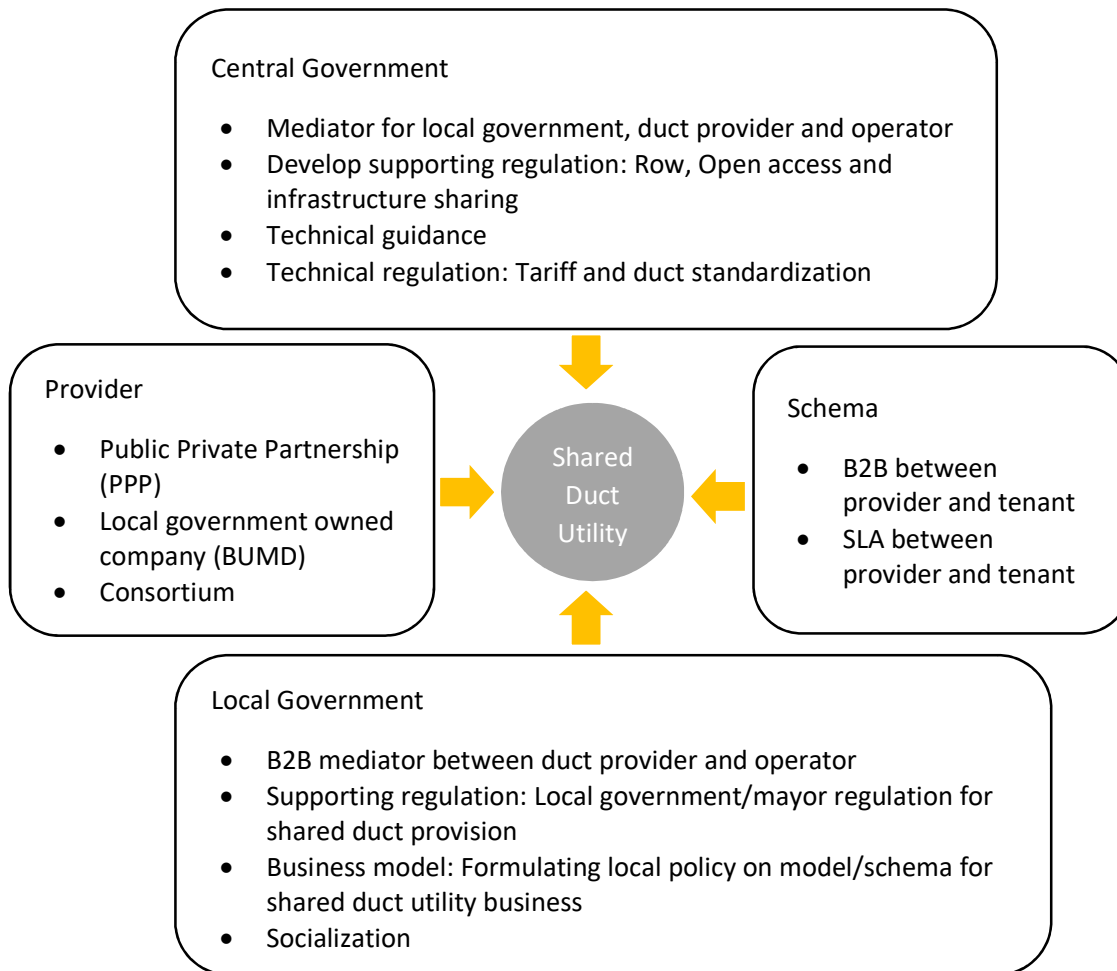 Central Government
• Mediator for local government, duct provider and operator
• Develop supporting regulation: Row, Open access and
infrastructure sharing
• Technical guidance
• Technical regulation: Tariff and duct standardization
Provider
• Public Private Partnership
(PPP)
• Local government owned
company (BUMD)
• Consortium
Shared
Duct
Utility
Schema
• B2B between
provider and tenant
• SLA between
provider and tenant
Local Government
• B2B mediator between duct provider and operator
• Supporting regulation: Local government/mayor regulation for
shared duct provision
• Business model: Formulating local policy on model/schema for
shared duct utility business
• Socialization